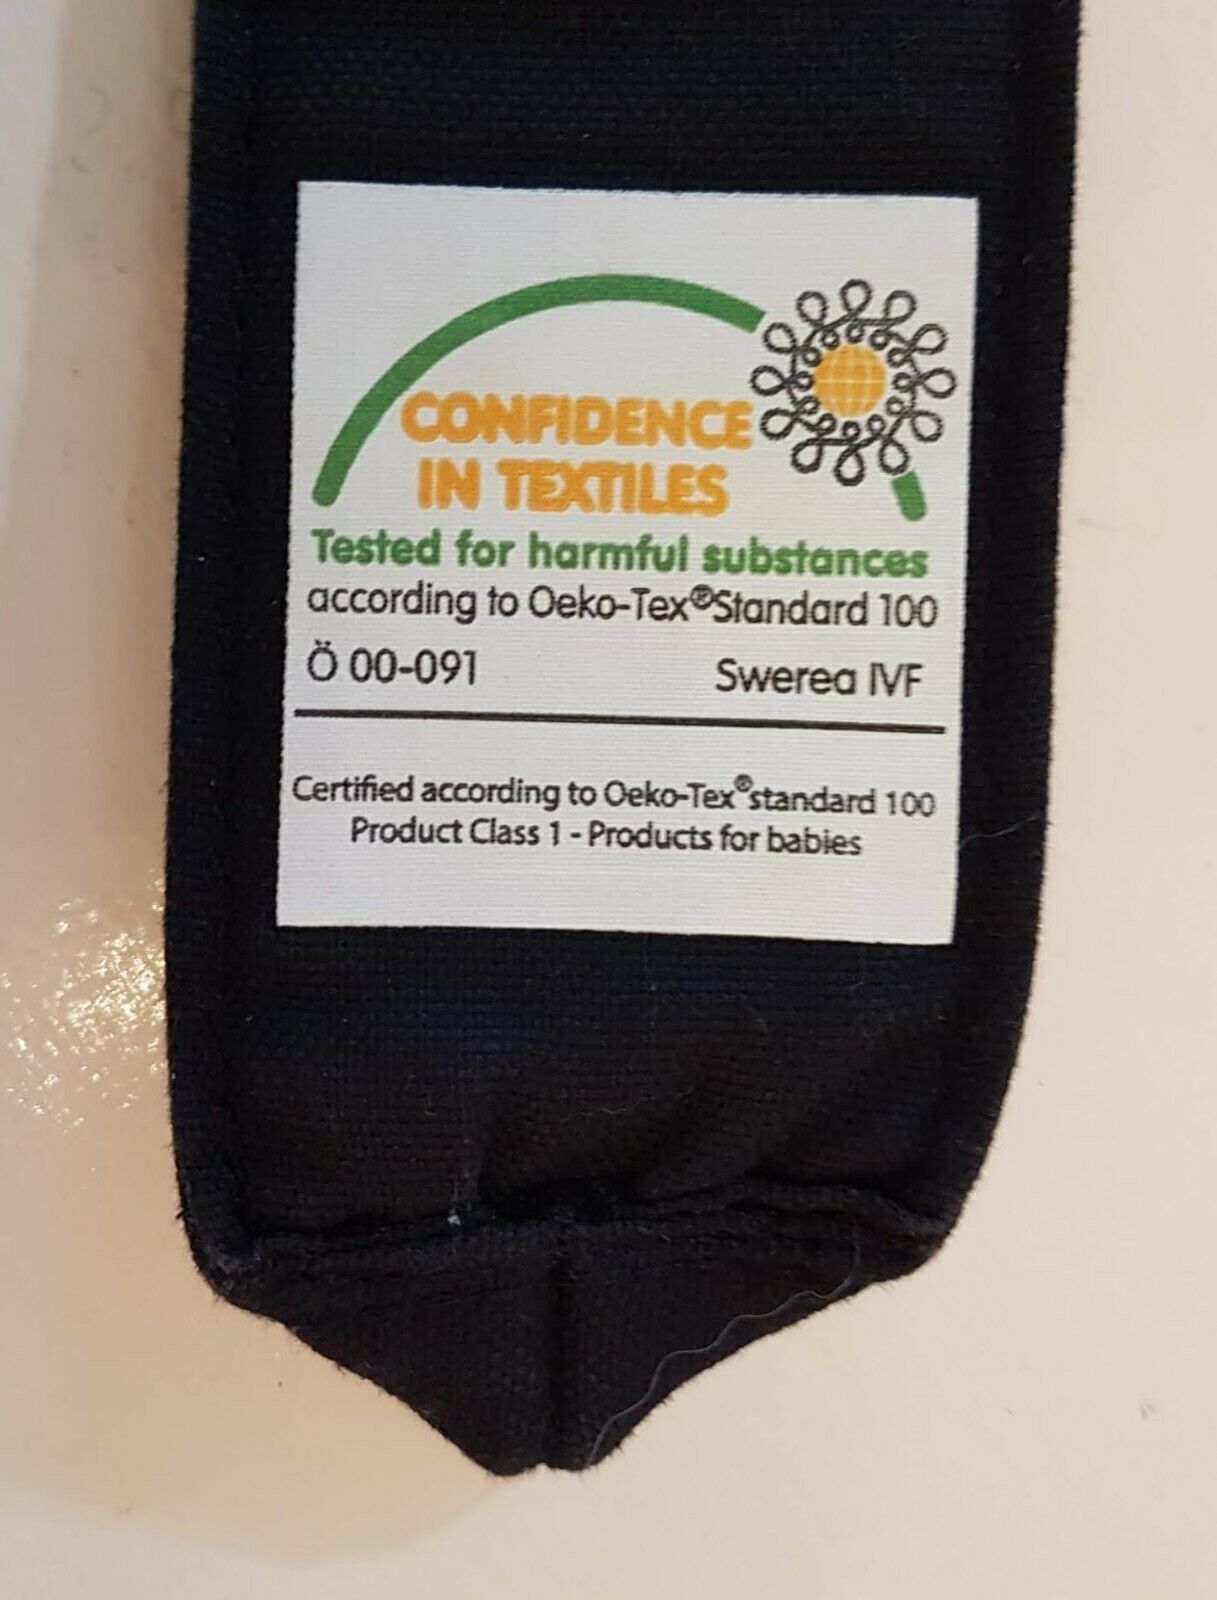 CONFIDENCE
IN TEXTILES
Tested for harmful substances
according to Oeko-Tex®Standard 100
Ö 00-091 Swerea IVF
Certified according to Oeko-Tex®standard 100
Product Class 1 - Products for babies